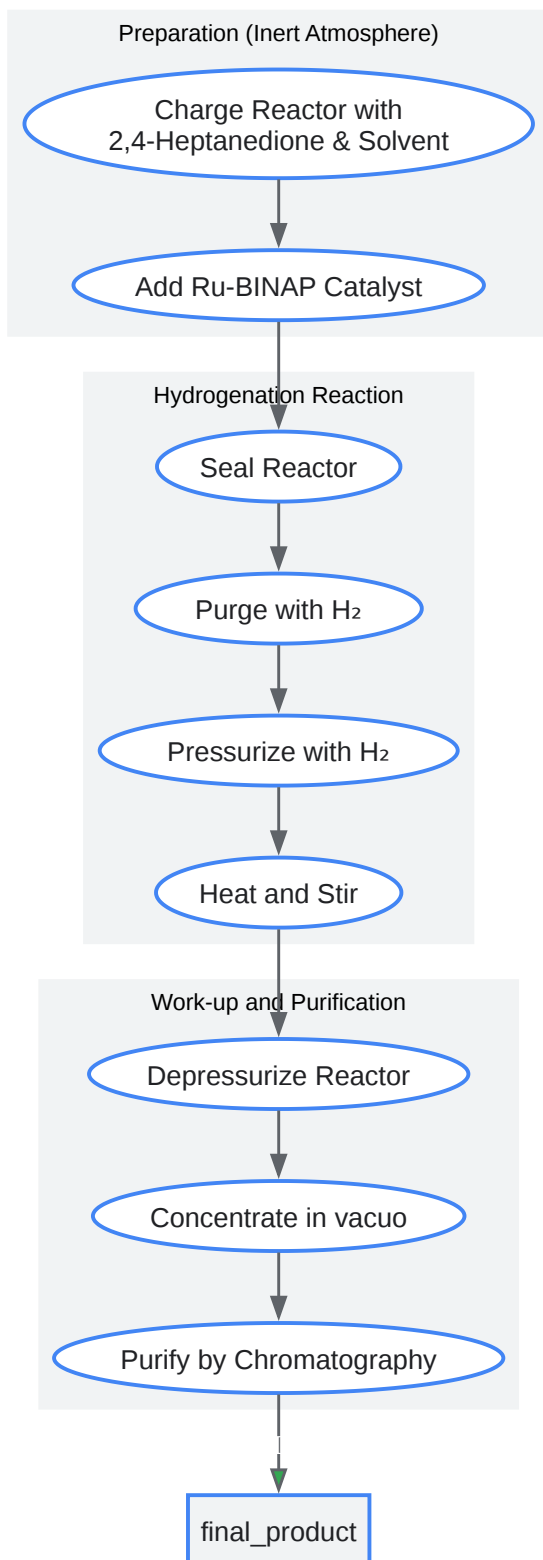 Preparation (Inert Atmosphere)
Charge Reactor with
2,4-Heptanedione & Solvent
Add Ru-BINAP Catalyst
Hydrogenation Reaction
Seal Reactor
Purge with H₂
Pressurize with H₂
Heat and Stir
Work-up and Purification
Depressurize Reactor
Concentrate in vacuo
Purify by Chromatography
final_product